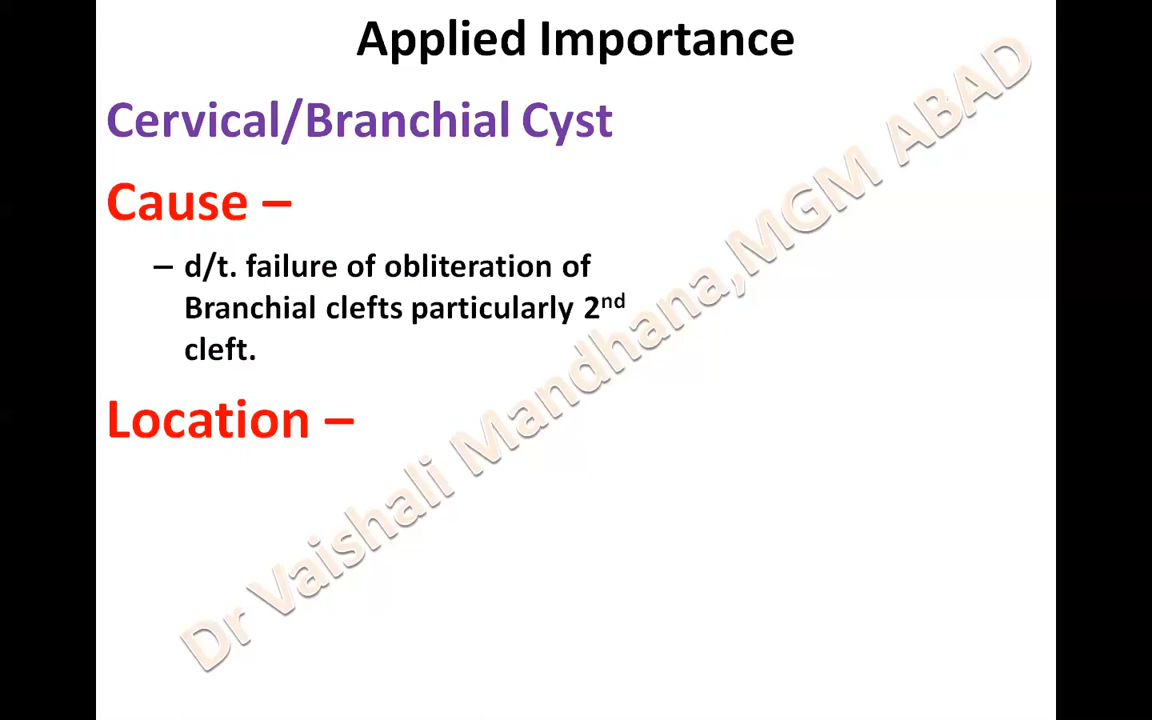 Applied Importance
Cervical/Branchial Cyst
Cause –
– d/t. failure of obliteration of
Branchial clefts particularly 2nd
cleft.
Location –
Dr Vaishali Mandhana,MGM ABAD